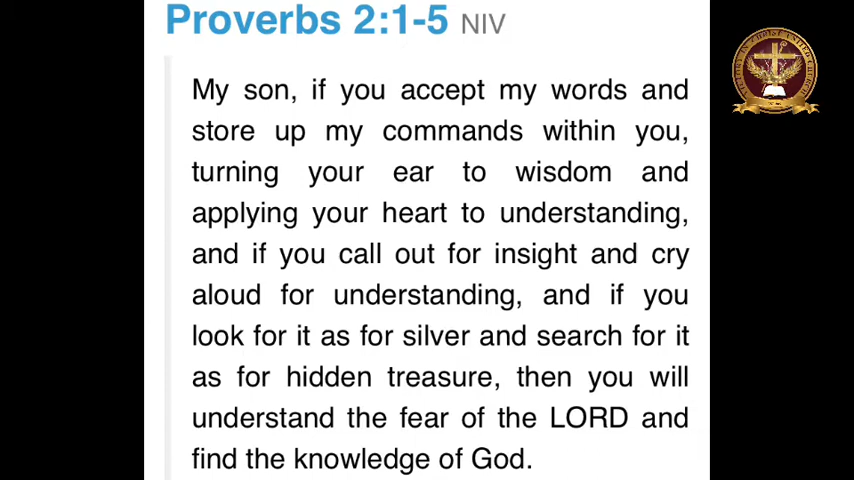 Proverbs 2:1-5 NIV
My son, if you accept my words and
store up my commands within you,
turning your ear to wisdom and
applying your heart to understanding,
and if you call out for insight and cry
aloud for understanding, and if you
look for it as for silver and search for it
as for hidden treasure, then you will
understand the fear of the LORD and
find the knowledge of God.